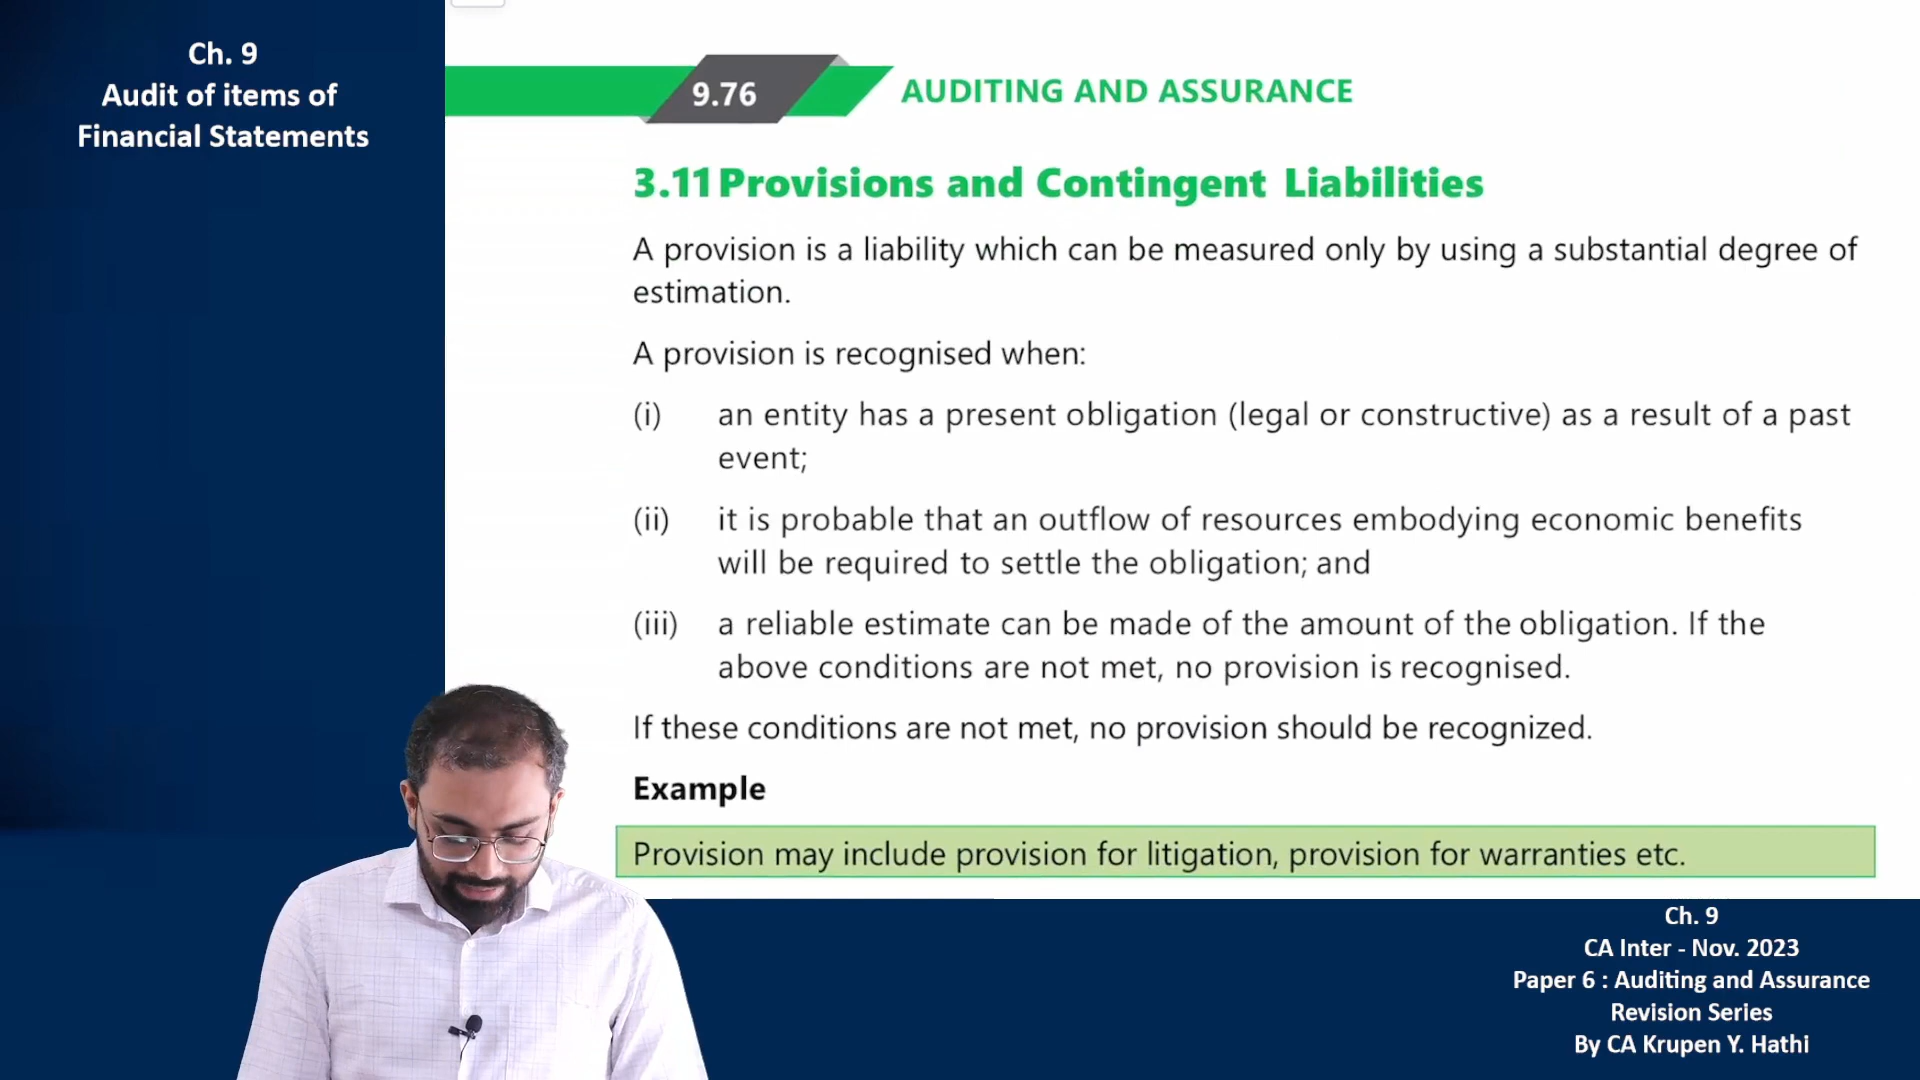 Ch. 9
Audit of items of
Financial Statements
9.76
AUDITING AND ASSURANCE
3.11 Provisions and Contingent Liabilities
A provision is a liability which can be measured only by using a substantial degree of
estimation.
A provision is recognised when:
(i) an entity has a present obligation (legal or constructive) as a result of a past
event;
(ii) it is probable that an outflow of resources embodying economic benefits
will be required to settle the obligation; and
(iii) a reliable estimate can be made of the amount of the obligation. If the
above conditions are not met, no provision is recognised.
If these conditions are not met, no provision should be recognized.
Example
Provision may include provision for litigation, provision for warranties etc.
Ch. 9
CA Inter - Nov. 2023
Paper 6 : Auditing and Assurance
Revision Series
By CA Krupen Y. Hathi